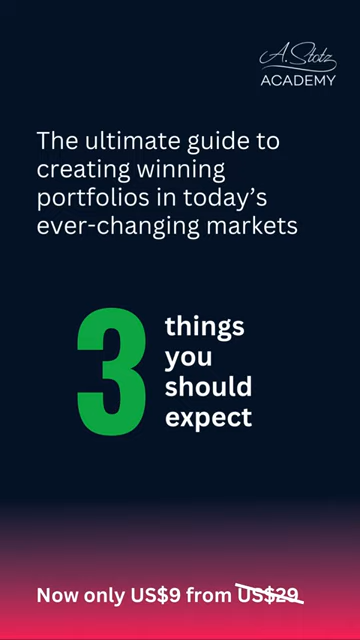 A. Stotz
ACADEMY
The ultimate guide to
creating winning
portfolios in today's
ever-changing markets
3
things
you
should
expect
Now only US$9 from US$29